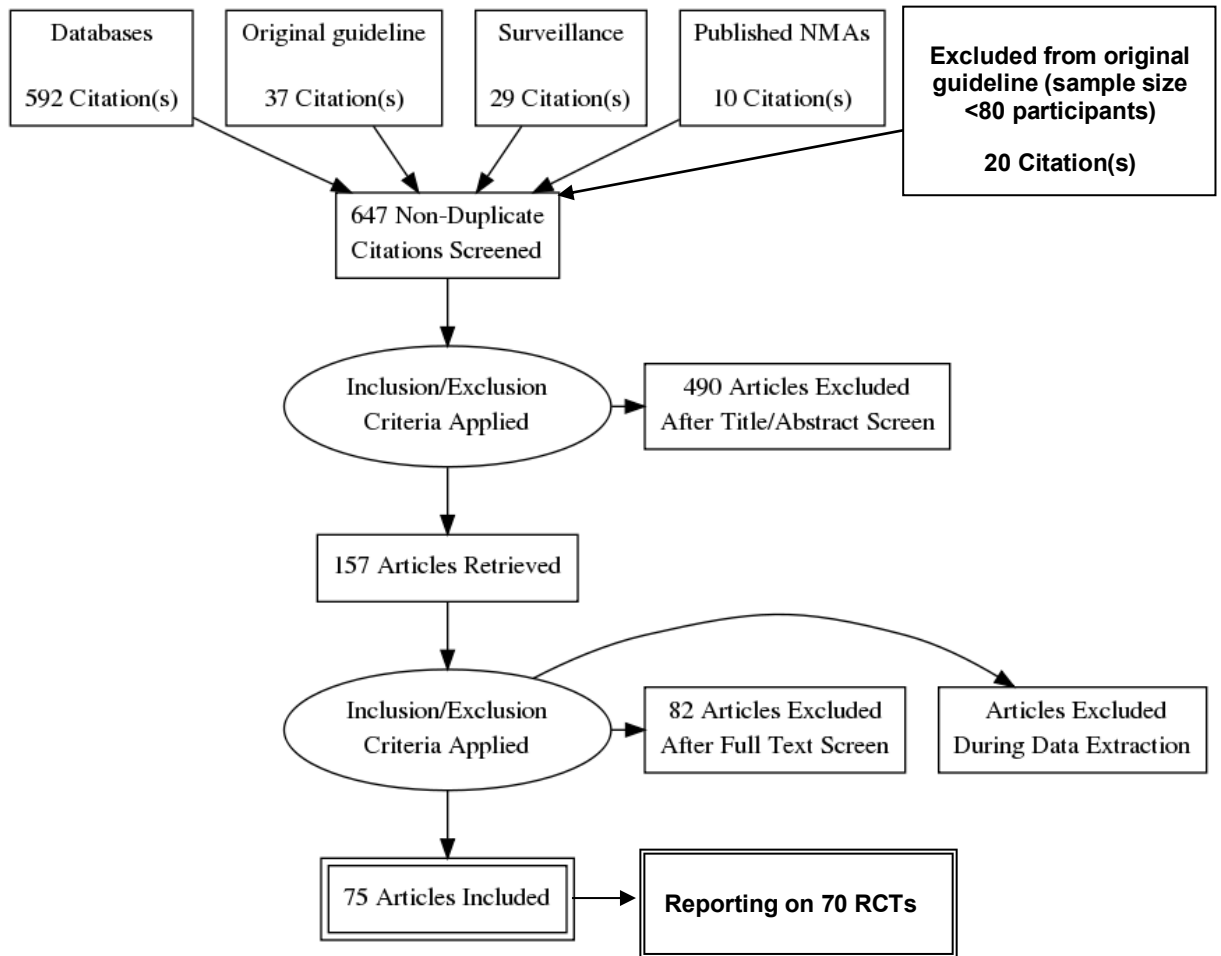 Databases
592 Citation(s)
Original guideline
37 Citation(s)
Surveillance
29 Citation(s)
Published NMAs
10 Citation(s)
Excluded from original
guideline (sample size
<80 participants)
20 Citation(s)
647 Non-Duplicate
Citations Screened
Inclusion/Exclusion
Criteria Applied
490 Articles Excluded
After Title/Abstract Screen
157 Articles Retrieved
Inclusion/Exclusion
Criteria Applied
82 Articles Excluded
After Full Text Screen
Articles Excluded
During Data Extraction
75 Articles Included
Reporting on 70 RCTs